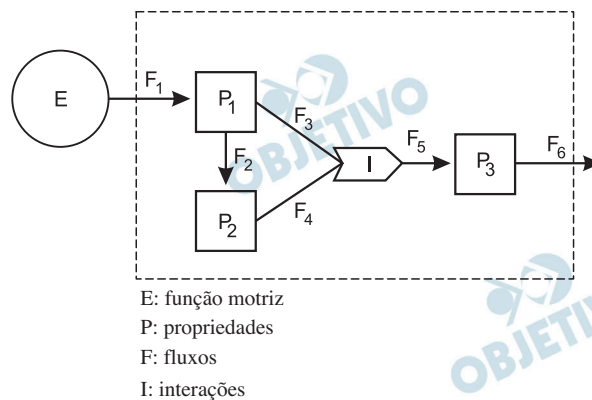 E
F1
P1
F3
F2
P2
F4
I
F5
P3
F6
E: função motriz
P: propriedades
F: fluxos
I: interações
OBJETIVO
OBJETIVO